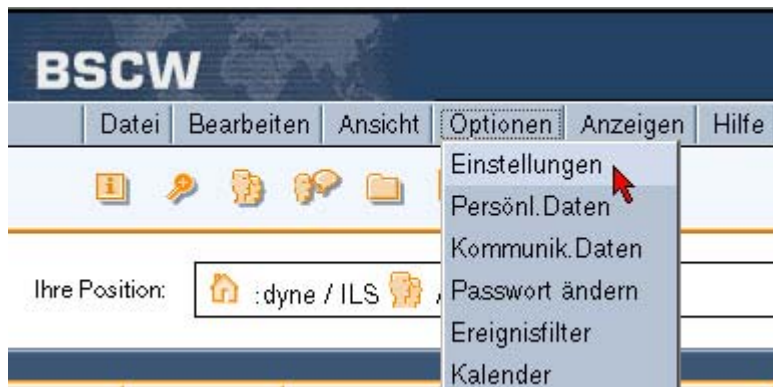 BSCW
Datei Bearbeiten Ansicht Optionen Anzeigen Hilfe
Einstellungen
Persönl.Daten
Kommunik.Daten
Ihre Position: :dyne / ILS
Passwort ändern
Ereignisfilter
Kalender